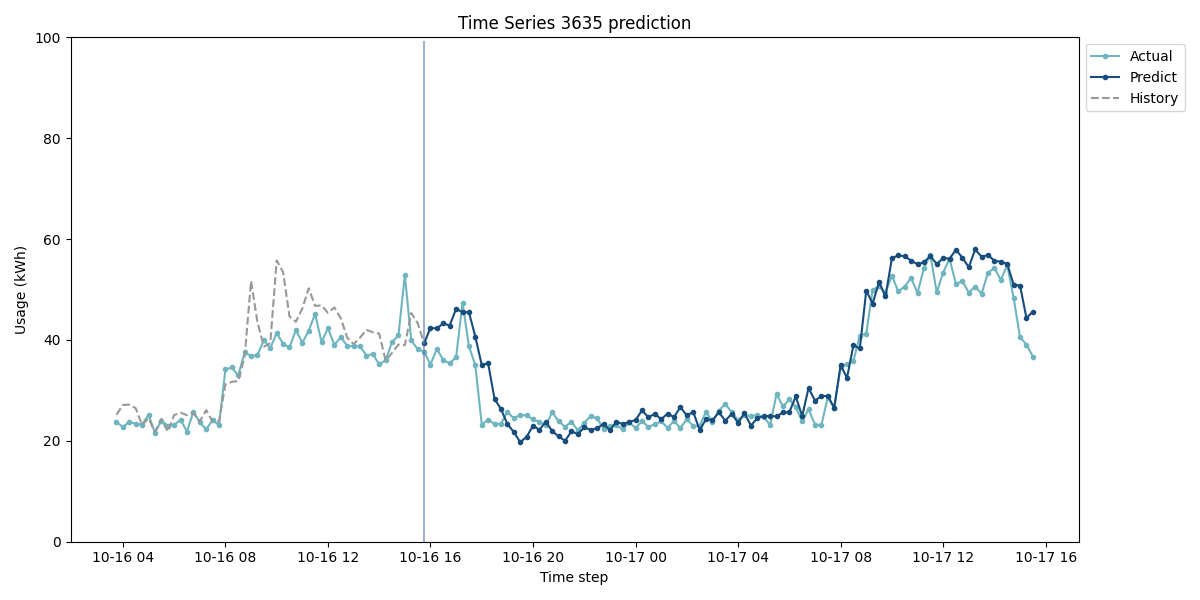 Time Series 3635 prediction
100
80
60
40
20
0
Usage (kWh)
10-16 04
10-16 08
10-16 12
10-16 16
10-16 20
10-17 00
10-17 04
10-17 08
10-17 12
10-17 16
Time step
Actual
Predict
History